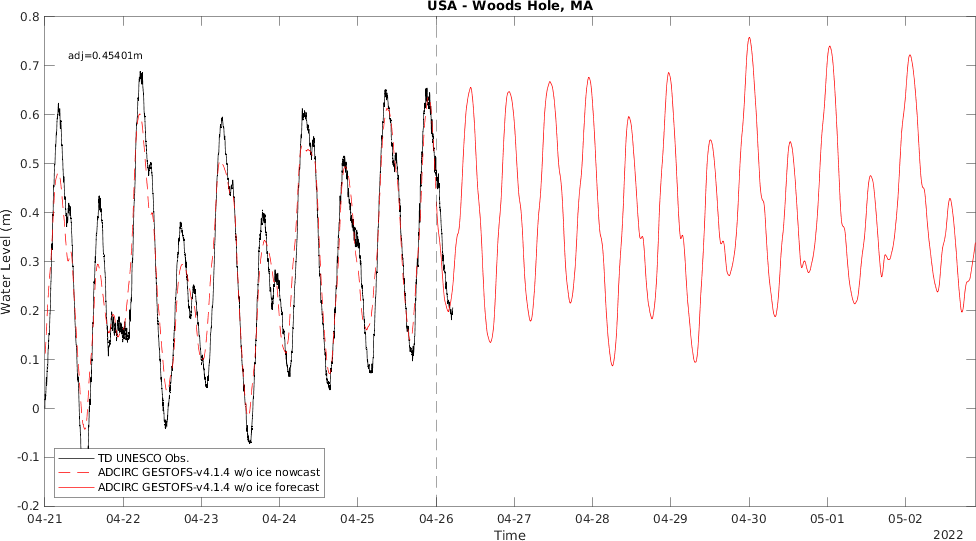 USA - Woods Hole, MA
0.8
adj=0.45401m
0.7
0.6
0.5
0.4
0.3
0.2
0.1
0
-0.1
-0.2
Water Level (m)
TD UNESCO Obs.
ADCIRC GESTOFS-v4.1.4 w/o ice nowcast
ADCIRC GESTOFS-v4.1.4 w/o ice forecast
04-21 04-22 04-23 04-24 04-25 04-26 04-27 04-28 04-29 04-30 05-01 05-02
Time
2022